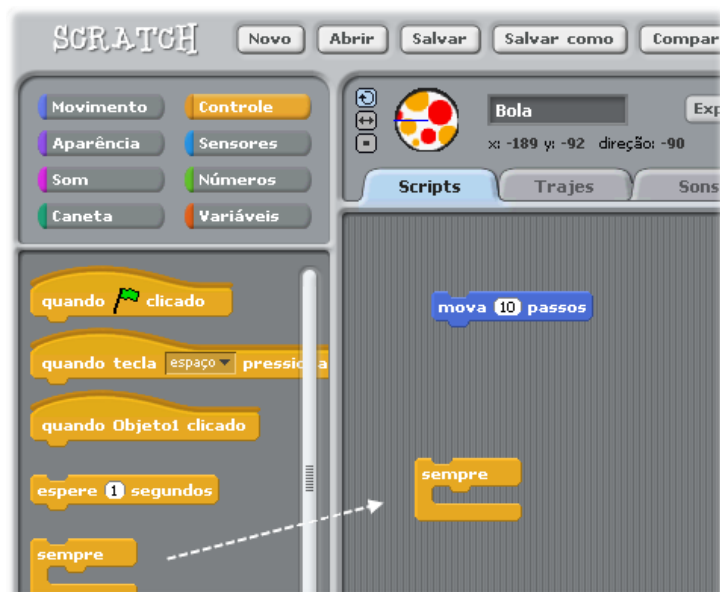 SCRATCH Novo Abrir Salvar Salvar como Compar
Movimento Controle
Aparência Sensores
Som Números
Caneta Variáveis
Bola Exp
x: -189 y: -92 direção: -90
Scripts Trajes Sons
quando clicado
quando tecla espaço pressio a
quando Objeto1 clicado
espere 1 segundos
sempre
mova 10 passos
sempre